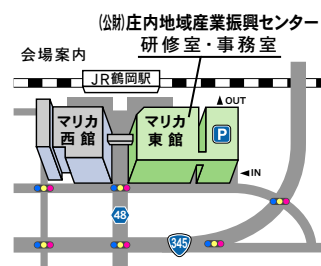 (公財)庄内地域産業振興センター
研修室・事務室
会場案内
JR鶴岡駅
▲OUT
マリカ
西館
マリカ
東館
P
◄IN
48
345